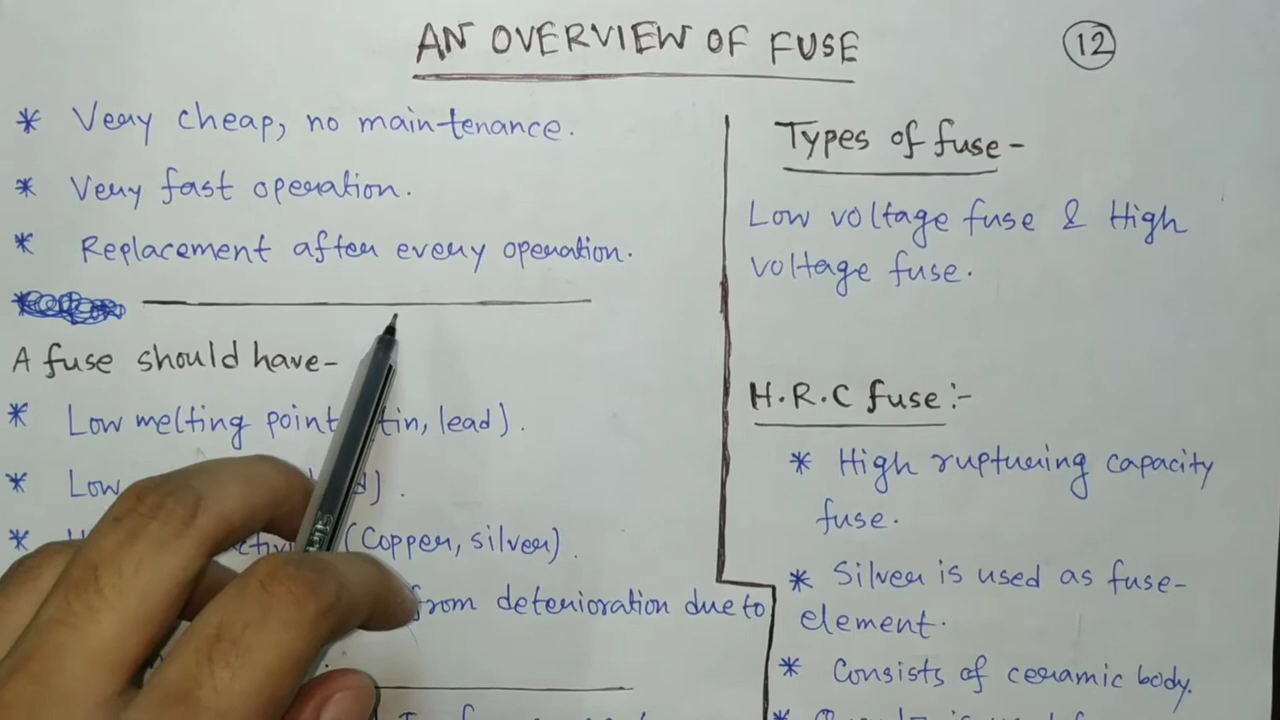 AN OVERVIEW OF FUSE
12
* Very cheap, no maintenance.
* Very fast operation.
* Replacement after every operation.
A fuse should have-
* Low melting point tin, lead).
* Low
* (Copper, silver).
from deterioration due to
Types of fuse-
Low voltage fuse & High
voltage fuse.
H.R.C fuse:-
* High rupturing capacity
fuse.
* Silver is used as fuse-
element.
* Consists of ceramic body.